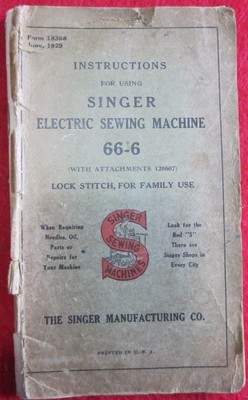 Form 18368
June, 1929
INSTRUCTIONS
FOR USING
SINGER
ELECTRIC SEWING MACHINE
66-6
(WITH ATTACHMENTS 120867)
LOCK STITCH, FOR FAMILY USE
When Requiring
Needles, Oil,
Parts or
Repairs for
Your Machine
SINGER
SEWING
MACHINES
Look for the
Red "S"
There are
Singer Shops in
Every City
THE SINGER MANUFACTURING CO.
PRINTED IN U. S. A.